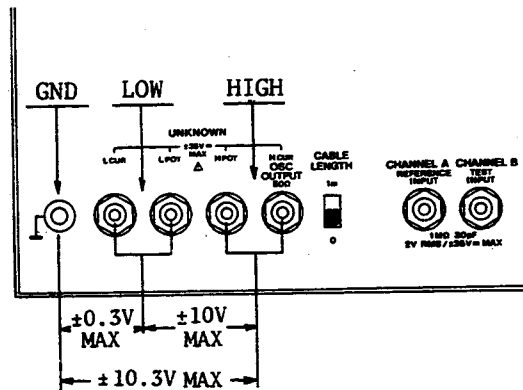 GND LOW HIGH
UNKNOWN
±35V=
MAX
L CUR L POT H POT H CUR
OSC
OUTPUT
50Ω
CABLE
LENGTH
1m
0
CHANNEL A CHANNEL B
REFERENCE
INPUT
TEST
INPUT
1MΩ 30pF
2V RMS/±35V= MAX
±0.3V
MAX
±10V
MAX
±10.3V MAX